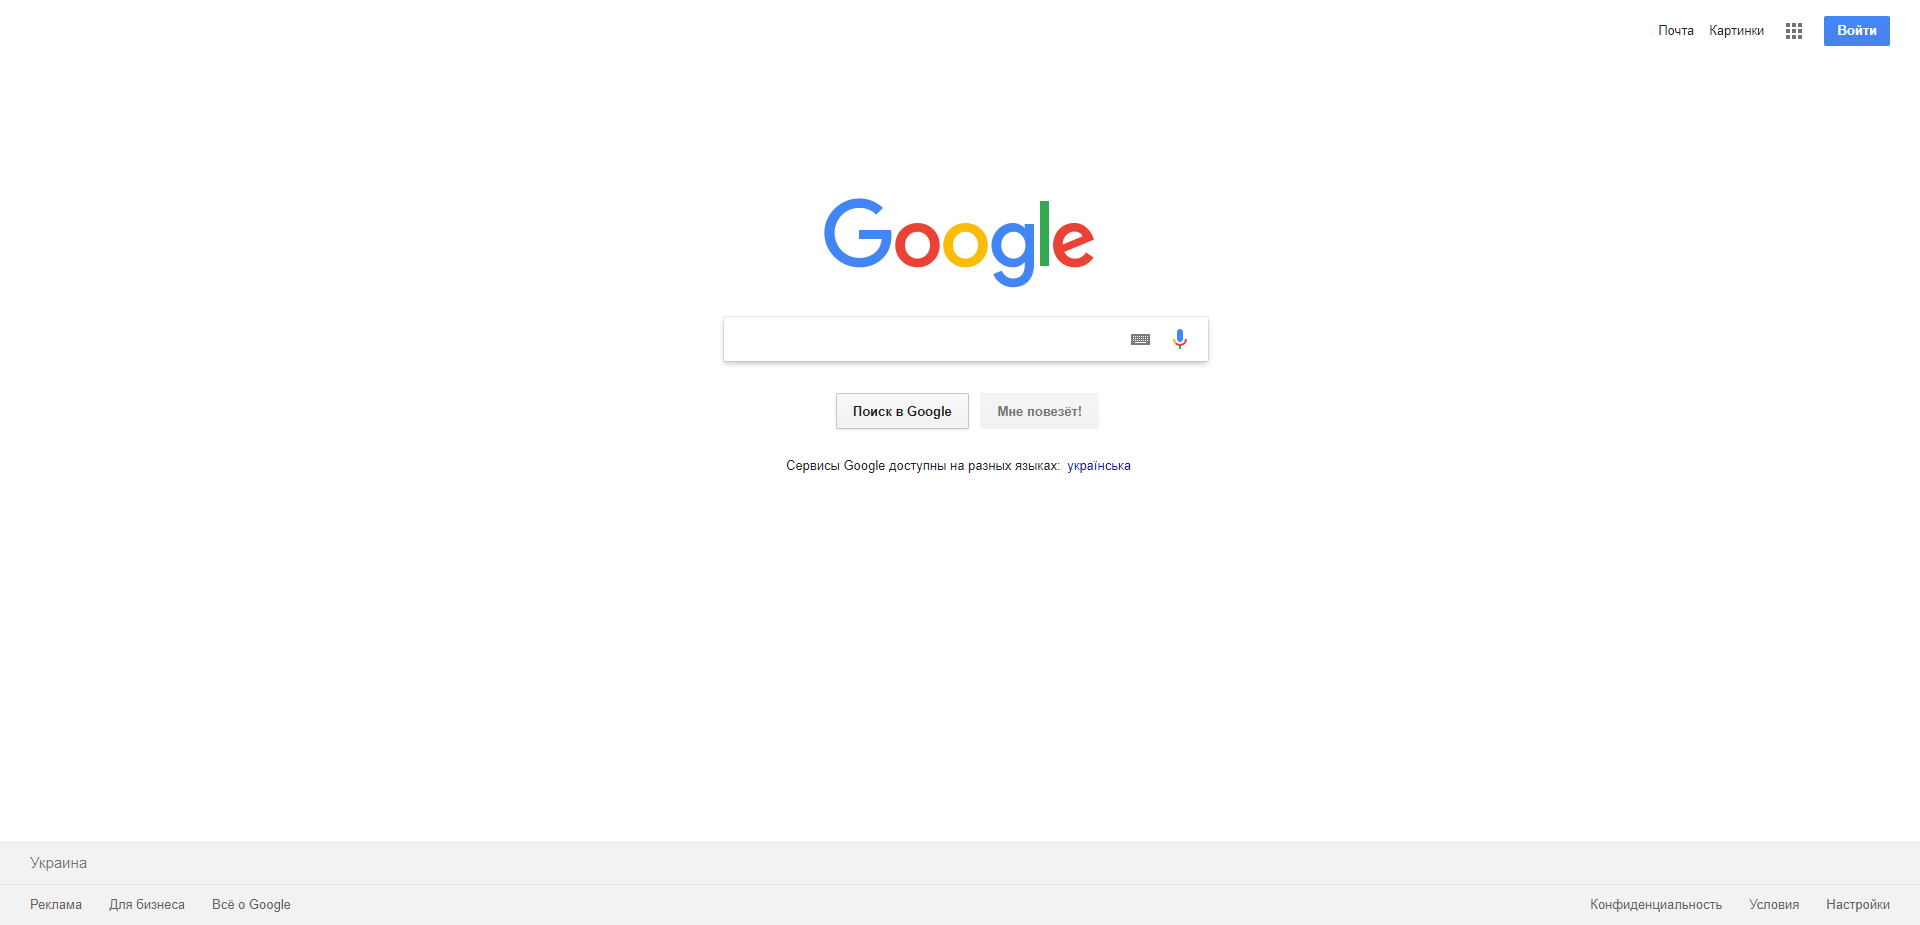 Почта Картинки Войти
Google
Поиск в Google Мне повезёт!
Сервисы Google доступны на разных языках: українська
Украина
Реклама Для бизнеса Всё о Google Конфиденциальность Условия Настройки